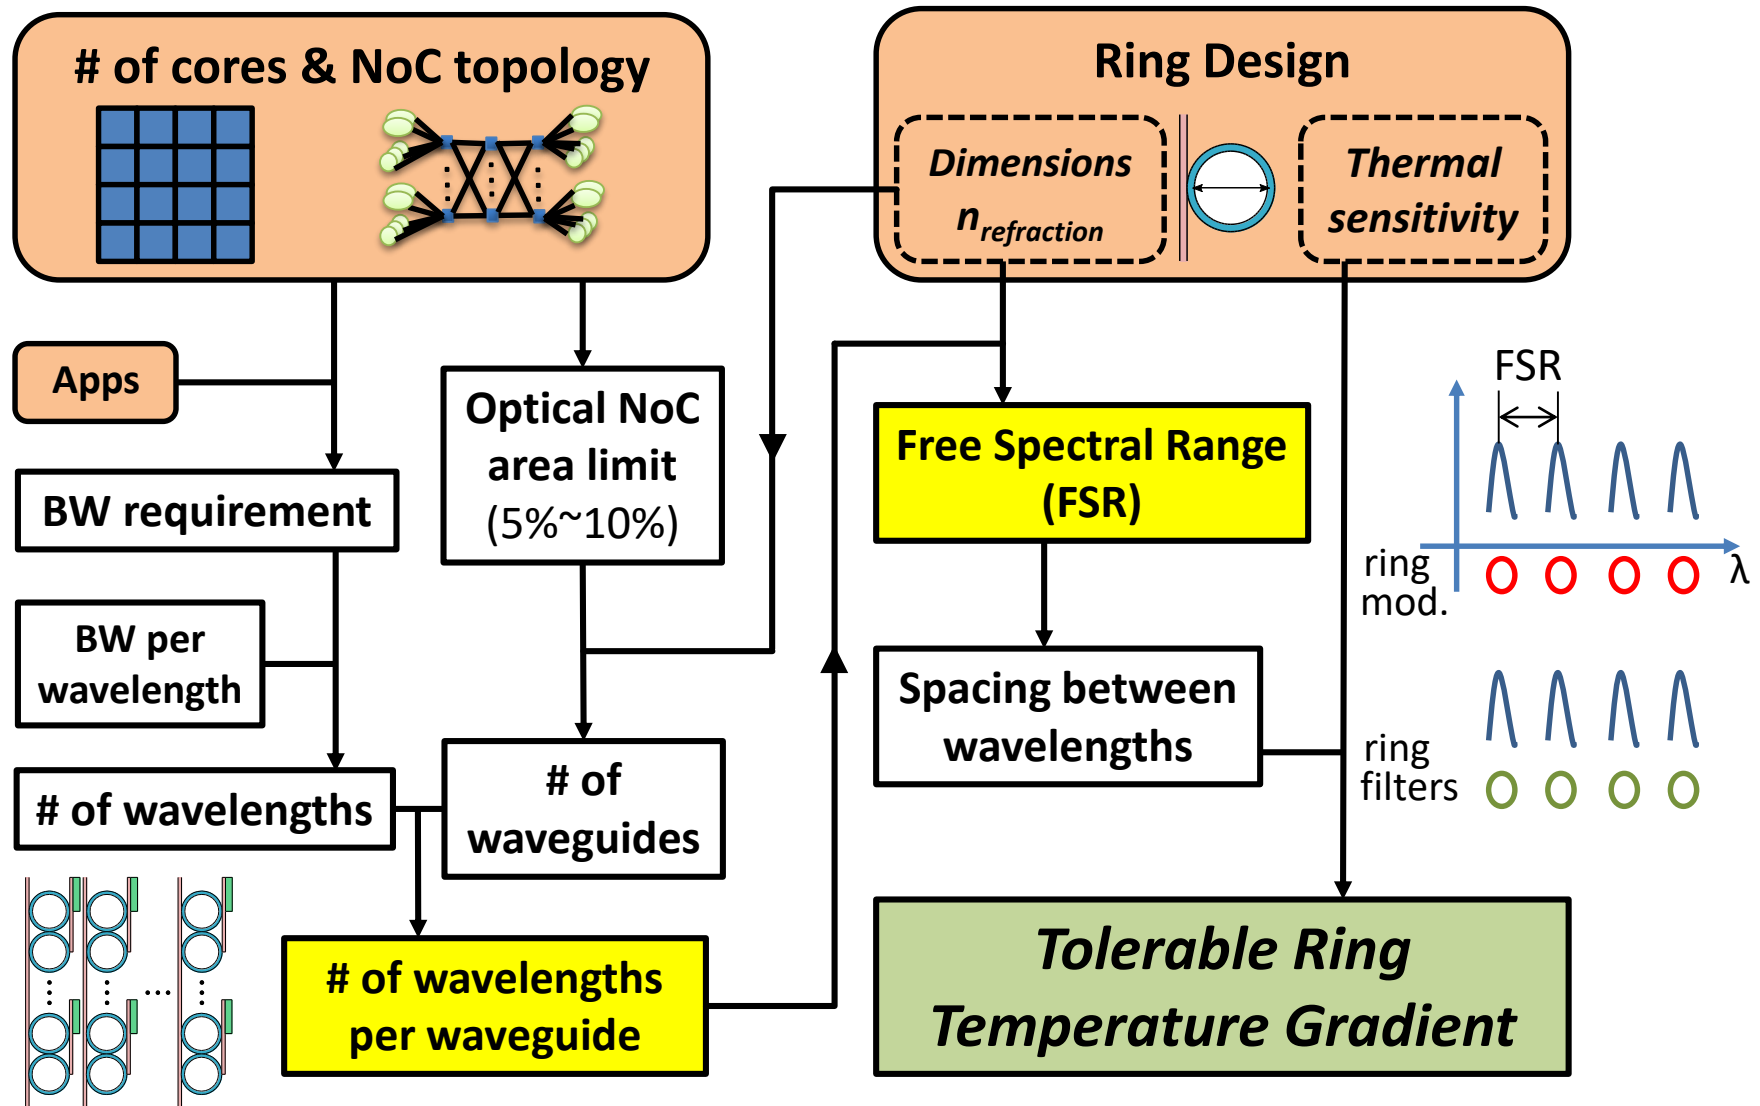 # of cores & NoC topology
Apps
BW requirement
BW per
wavelength
# of wavelengths
Optical NoC
area limit
(5%~10%)
# of
waveguides
# of wavelengths
per waveguide
Ring Design
Dimensions
n_refraction
Thermal
sensitivity
Free Spectral Range
(FSR)
Spacing between
wavelengths
Tolerable Ring
Temperature Gradient
FSR
λ
ring
mod.
ring
filters